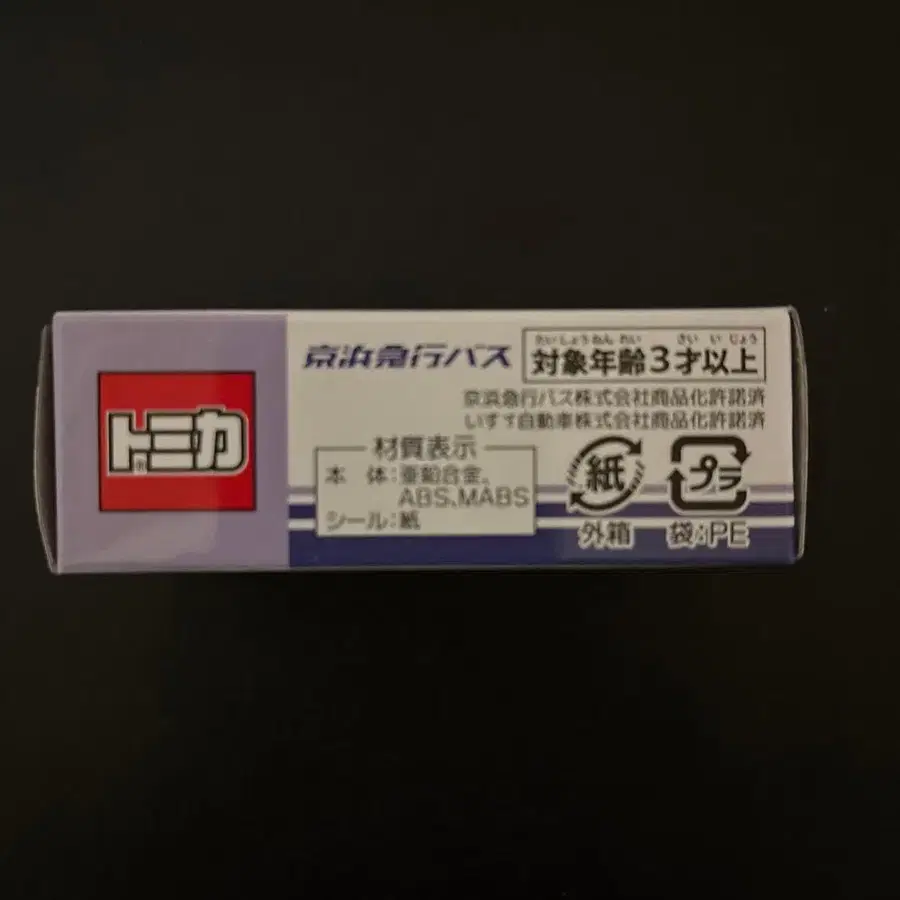 トミカ
京浜急行バス
たいしょうねんれい さいいじょう
対象年齢3才以上
京浜急行バス株式会社商品化許諾済
いすゞ自動車株式会社商品化許諾済
材質表示
本 体:亜鉛合金、
ABS、MABS
シール:紙
紙
外箱
プラ
袋:PE